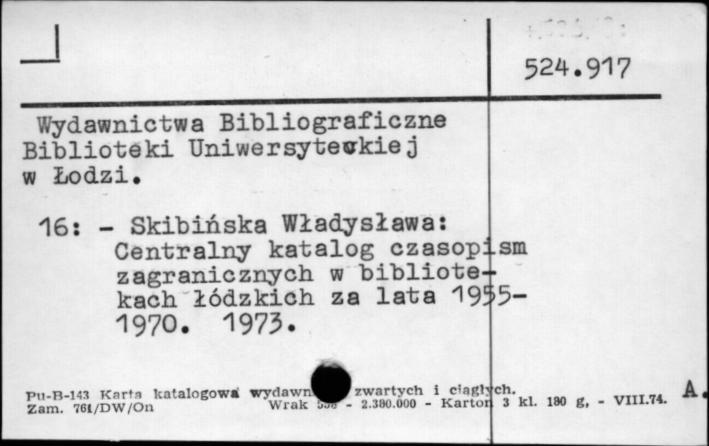 524.917
Wydawnictwa Bibliograficzne
Biblioteki Uniwersyteckiej
w Łodzi.
16: - Skibińska Władysława:
Centralny katalog czasopism
zagranicznych w bibliote-
kach łódzkich za lata 1955-
1970. 1973.
Pu-B-143 Karta katalogowa zwartych i ciągłych.
Zam. 761/DW/On Wrak - 2.380.000 - Karton 3 kl. 180 g, - VIII.74.
A.